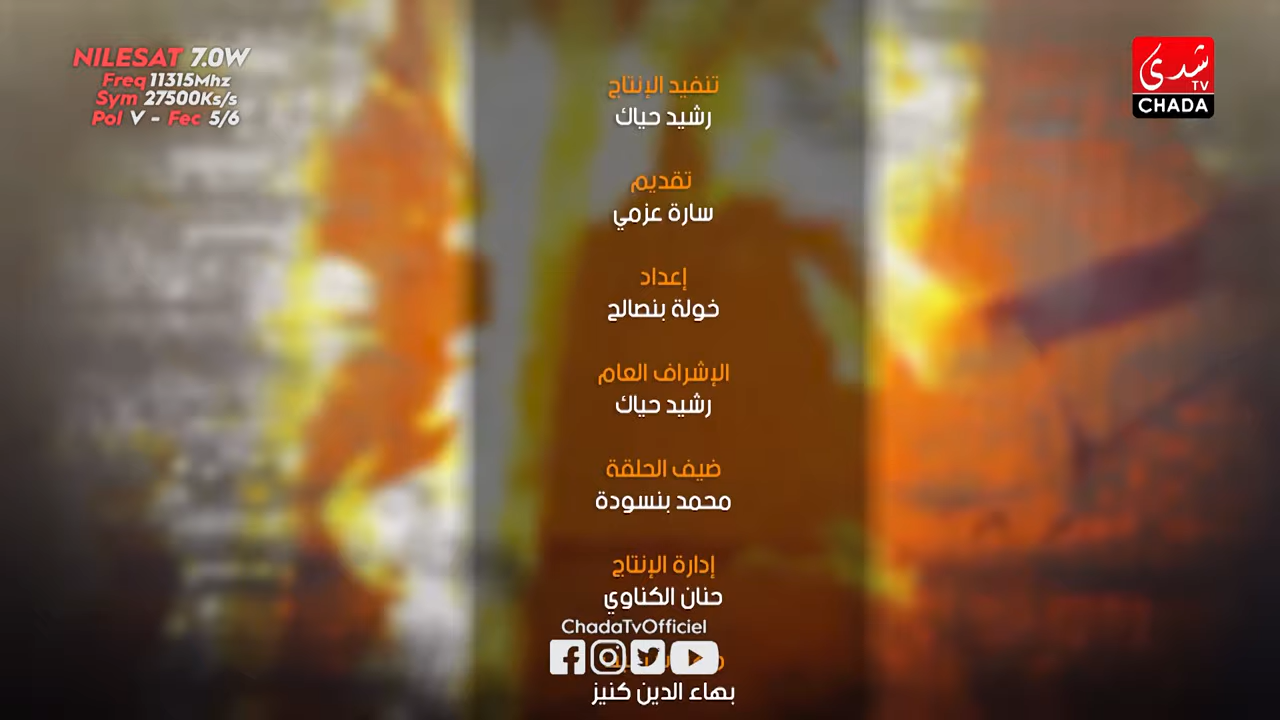 NILESAT 7.0W
Freq 11315Mhz
Sym 27500Ks/s
Pol V - Fec 5/6
شدى
TV
CHADA
تنفيد الإنتاج
رشيد حياك
تقديم
سارة عزمي
إعداد
خولة بنصالح
الإشراف العام
رشيد حياك
ضيف الحلقة
محمد بنسودة
إدارة الإنتاج
حنان الكناوي
ChadaTvOfficiel
بهاء الدين كنيز